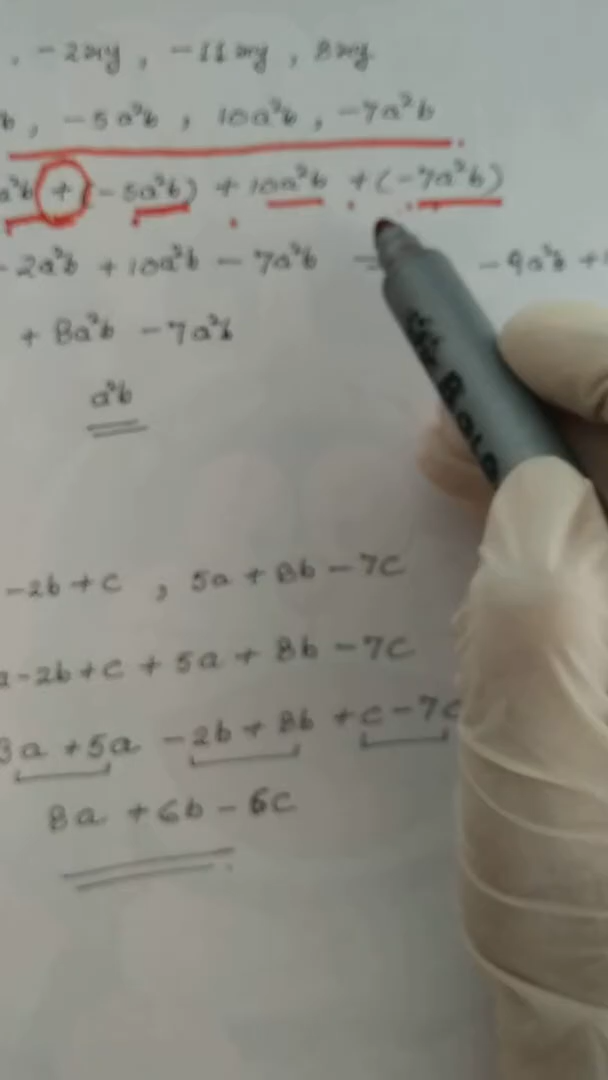 , -2xy, -11xy, 8xy
b, -5a²b, 10a²b, -7a²b
a²b + (-5a²b) + 10a²b + (-7a²b)
-2a²b + 10a²b - 7a²b = -9a²b +
+ 8a²b - 7a²b
a²b
-2b+c , 5a + 8b - 7c
a-2b+c + 5a + 8b - 7c
3a + 5a - 2b + 8b + c - 7c
8a + 6b - 6c